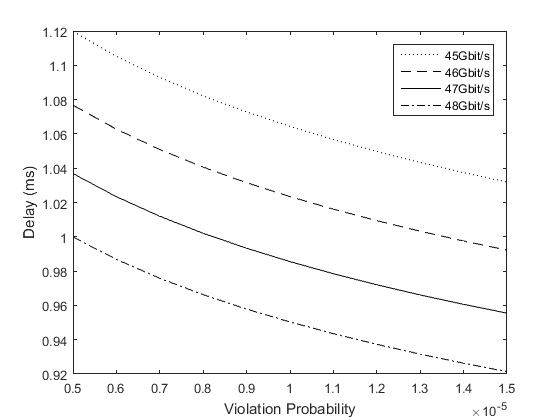 1.12
1.1
1.08
1.06
1.04
1.02
1
0.98
0.96
0.94
0.92
Delay (ms)
45Gbit/s
46Gbit/s
47Gbit/s
48Gbit/s
0.5 0.6 0.7 0.8 0.9 1 1.1 1.2 1.3 1.4 1.5
×10⁻⁵
Violation Probability